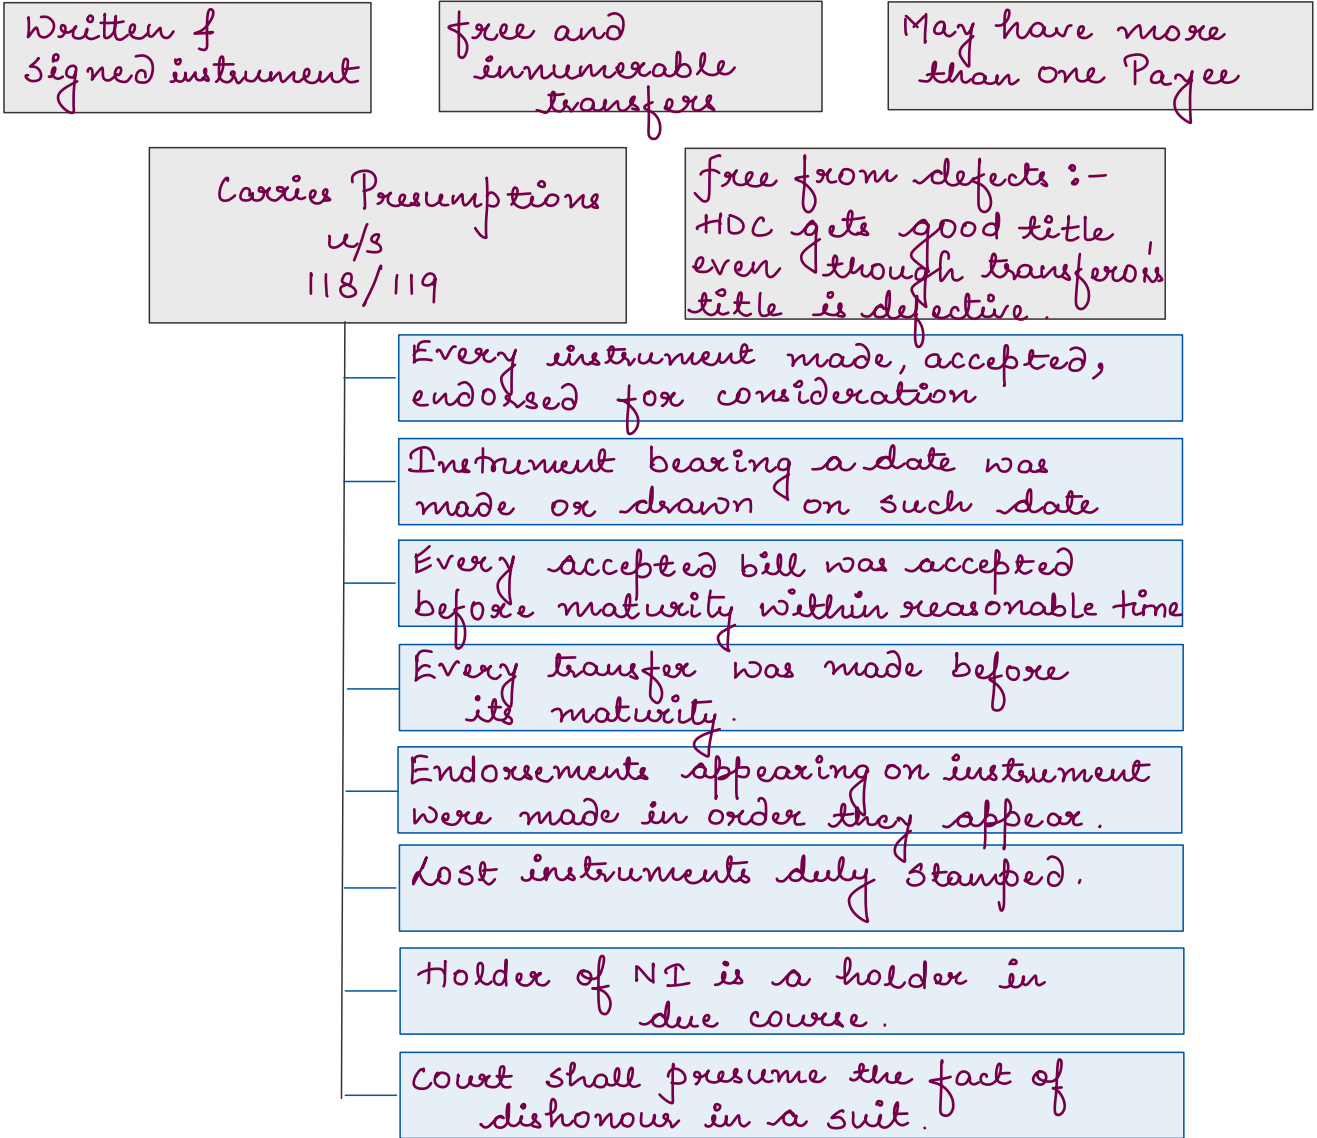 Written &
Signed instrument
free and
innumerable
transfers
May have more
than one Payee
Carries Presumptions
u/s
118/119
free from defects :-
HDC gets good title
even though transferor's
title is defective.
Every instrument made, accepted,
endorsed for consideration
Instrument bearing a date was
made or drawn on such date
Every accepted bill was accepted
before maturity within reasonable time
Every transfer was made before
its maturity.
Endorsements appearing on instrument
were made in order they appear.
Lost instruments duly stamped.
Holder of NI is a holder in
due course.
Court shall presume the fact of
dishonour in a suit.